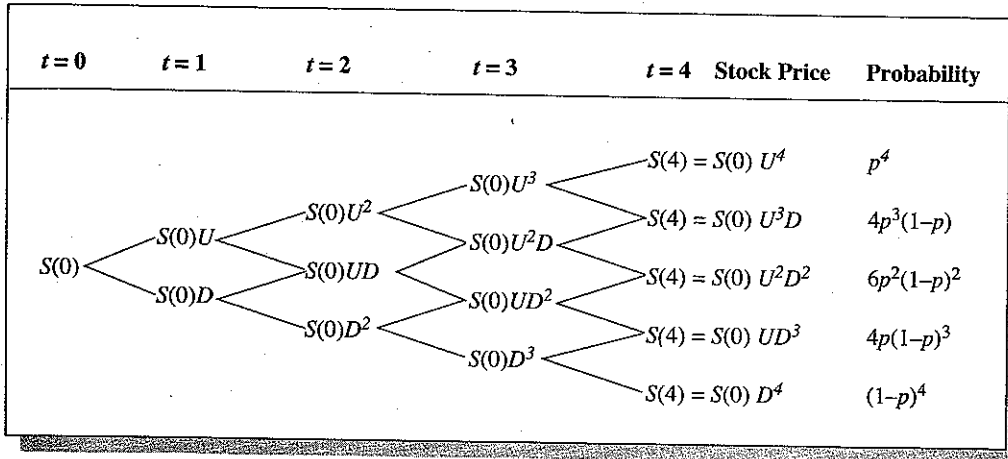 t = 0 t = 1 t = 2 t = 3 t = 4 Stock Price Probability
S(4) = S(0) U⁴ p⁴
S(0)U³
S(0)U² S(4) = S(0) U³D 4p³(1–p)
S(0)U S(0)U²D
S(0) S(0)UD S(4) = S(0) U²D² 6p²(1–p)²
S(0)D S(0)UD²
S(0)D² S(4) = S(0) UD³ 4p(1–p)³
S(0)D³
S(4) = S(0) D⁴ (1–p)⁴